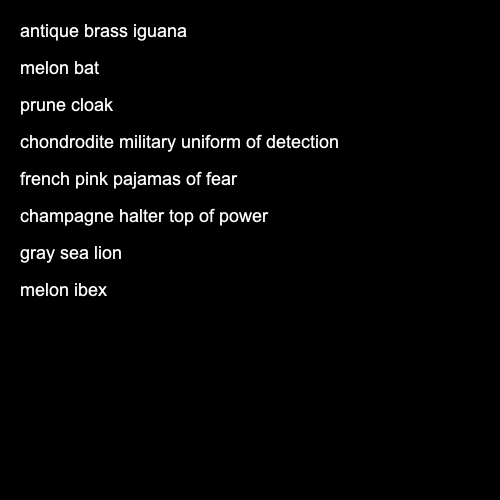 antique brass iguana
melon bat
prune cloak
chondrodite military uniform of detection
french pink pajamas of fear
champagne halter top of power
gray sea lion
melon ibex